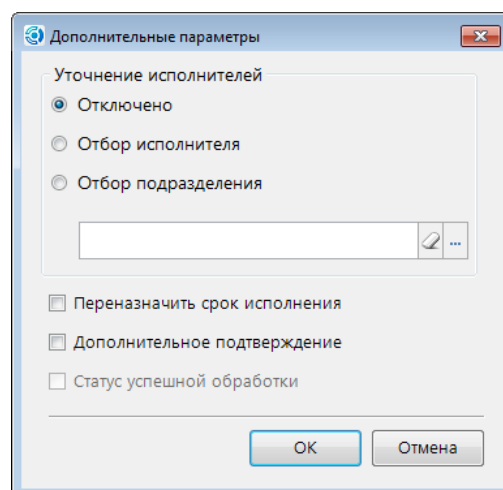 Дополнительные параметры
Уточнение исполнителей
Отключено
Отбор исполнителя
Отбор подразделения
...
Переназначить срок исполнения
Дополнительное подтверждение
Статус успешной обработки
ОК
Отмена